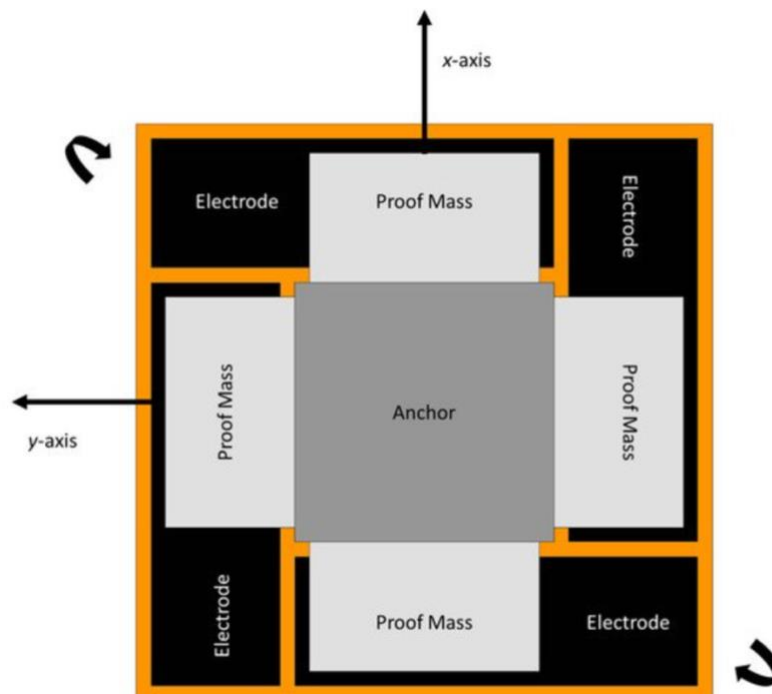 x-axis
Electrode
Proof Mass
Electrode
Proof Mass
Anchor
Proof Mass
y-axis
Electrode
Proof Mass
Electrode